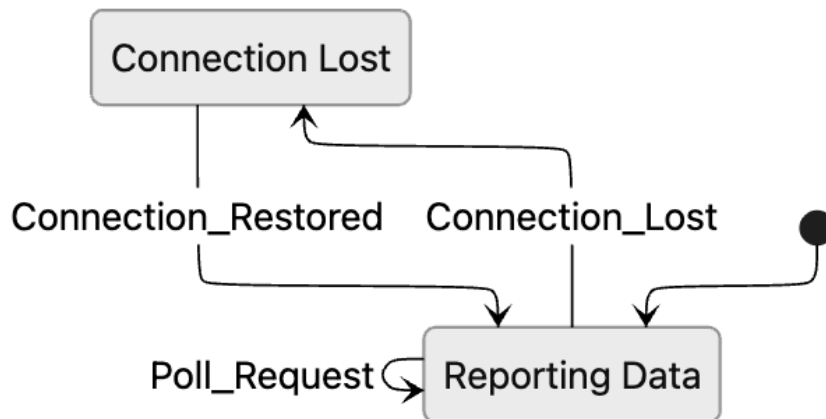 Connection Lost
Connection_Restored
Connection_Lost
Poll_Request
Reporting Data